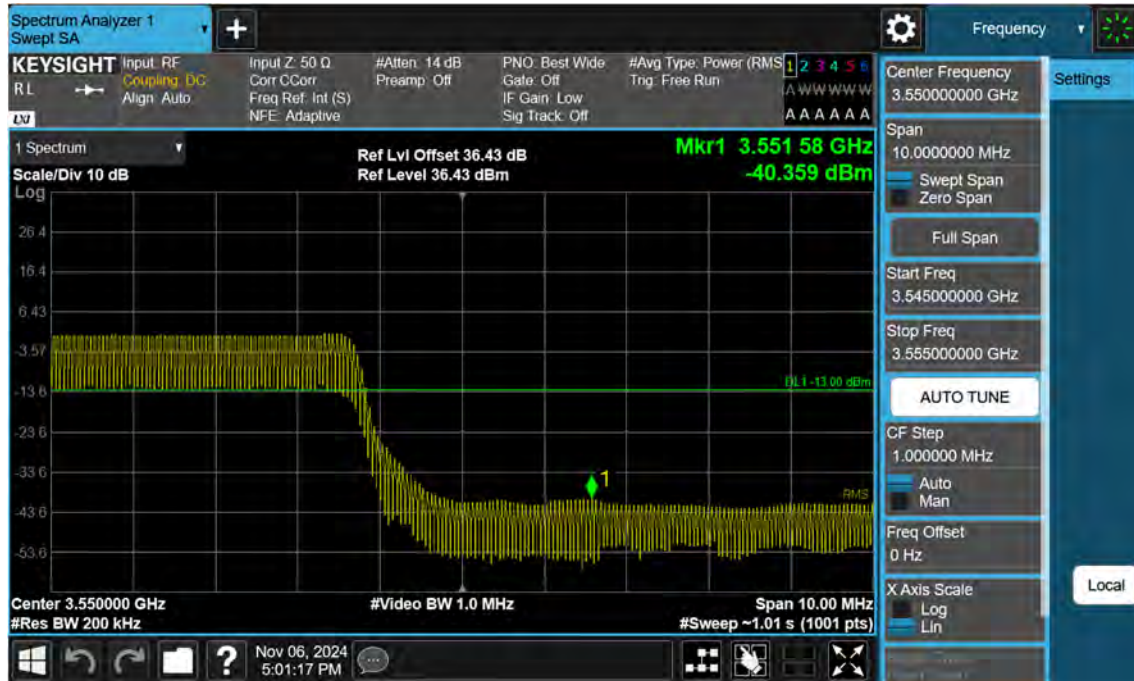 Spectrum Analyzer 1
Swept SA
+
Frequency
KEYSIGHT
RL
LXI
Input: RF
Coupling: DC
Align: Auto
Input Z: 50 Ω
Corr CCorr
Freq Ref: Int (S)
NFE: Adaptive
#Atten: 14 dB
Preamp: Off
PNO: Best Wide
Gate: Off
IF Gain: Low
Sig Track: Off
#Avg Type: Power (RMS
Trig: Free Run
1 2 3 4 5 6
A W W W W W
A A A A A A
1 Spectrum
Scale/Div 10 dB
Ref Lvl Offset 36.43 dB
Ref Level 36.43 dBm
Mkr1 3.551 58 GHz
-40.359 dBm
Log
26.4
16.4
6.43
-3.57
-13.6
-23.6
-33.6
-43.6
-53.6
DL1 -13.00 dBm
1
RMS
Center 3.550000 GHz
#Res BW 200 kHz
#Video BW 1.0 MHz
Span 10.00 MHz
#Sweep ~1.01 s (1001 pts)
Center Frequency
3.550000000 GHz
Span
10.0000000 MHz
Swept Span
Zero Span
Full Span
Start Freq
3.545000000 GHz
Stop Freq
3.555000000 GHz
AUTO TUNE
CF Step
1.000000 MHz
Auto
Man
Freq Offset
0 Hz
X Axis Scale
Log
Lin
Settings
Local
?
Nov 06, 2024
5:01:17 PM